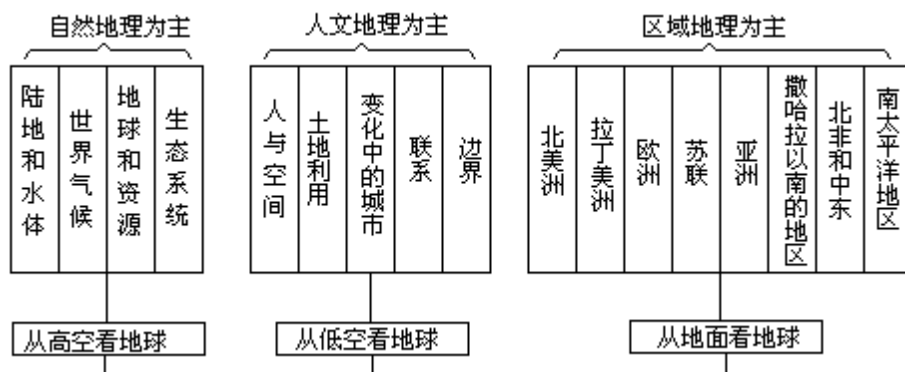 自然地理为主
人文地理为主
区域地理为主
陆地和水体
世界气候
地球和资源
生态系统
人与空间
土地利用
变化中的城市
联系
边界
北美洲
拉丁美洲
欧洲
苏联
亚洲
撒哈拉以南的地区
北非和中东
南太平洋地区
从高空看地球
从低空看地球
从地面看地球